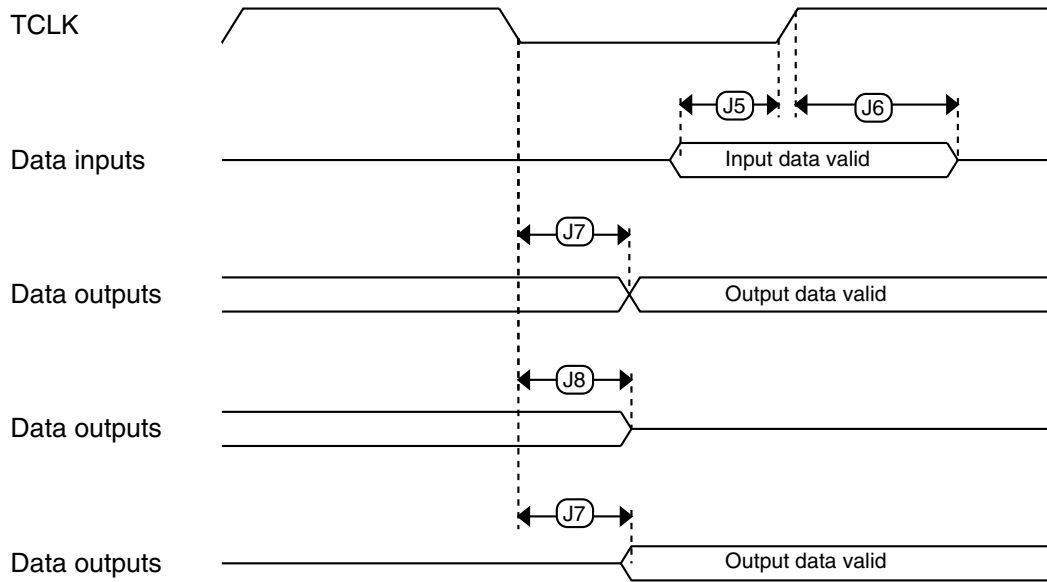 TCLK
J5
J6
Data inputs
Input data valid
J7
Data outputs
Output data valid
J8
Data outputs
J7
Data outputs
Output data valid